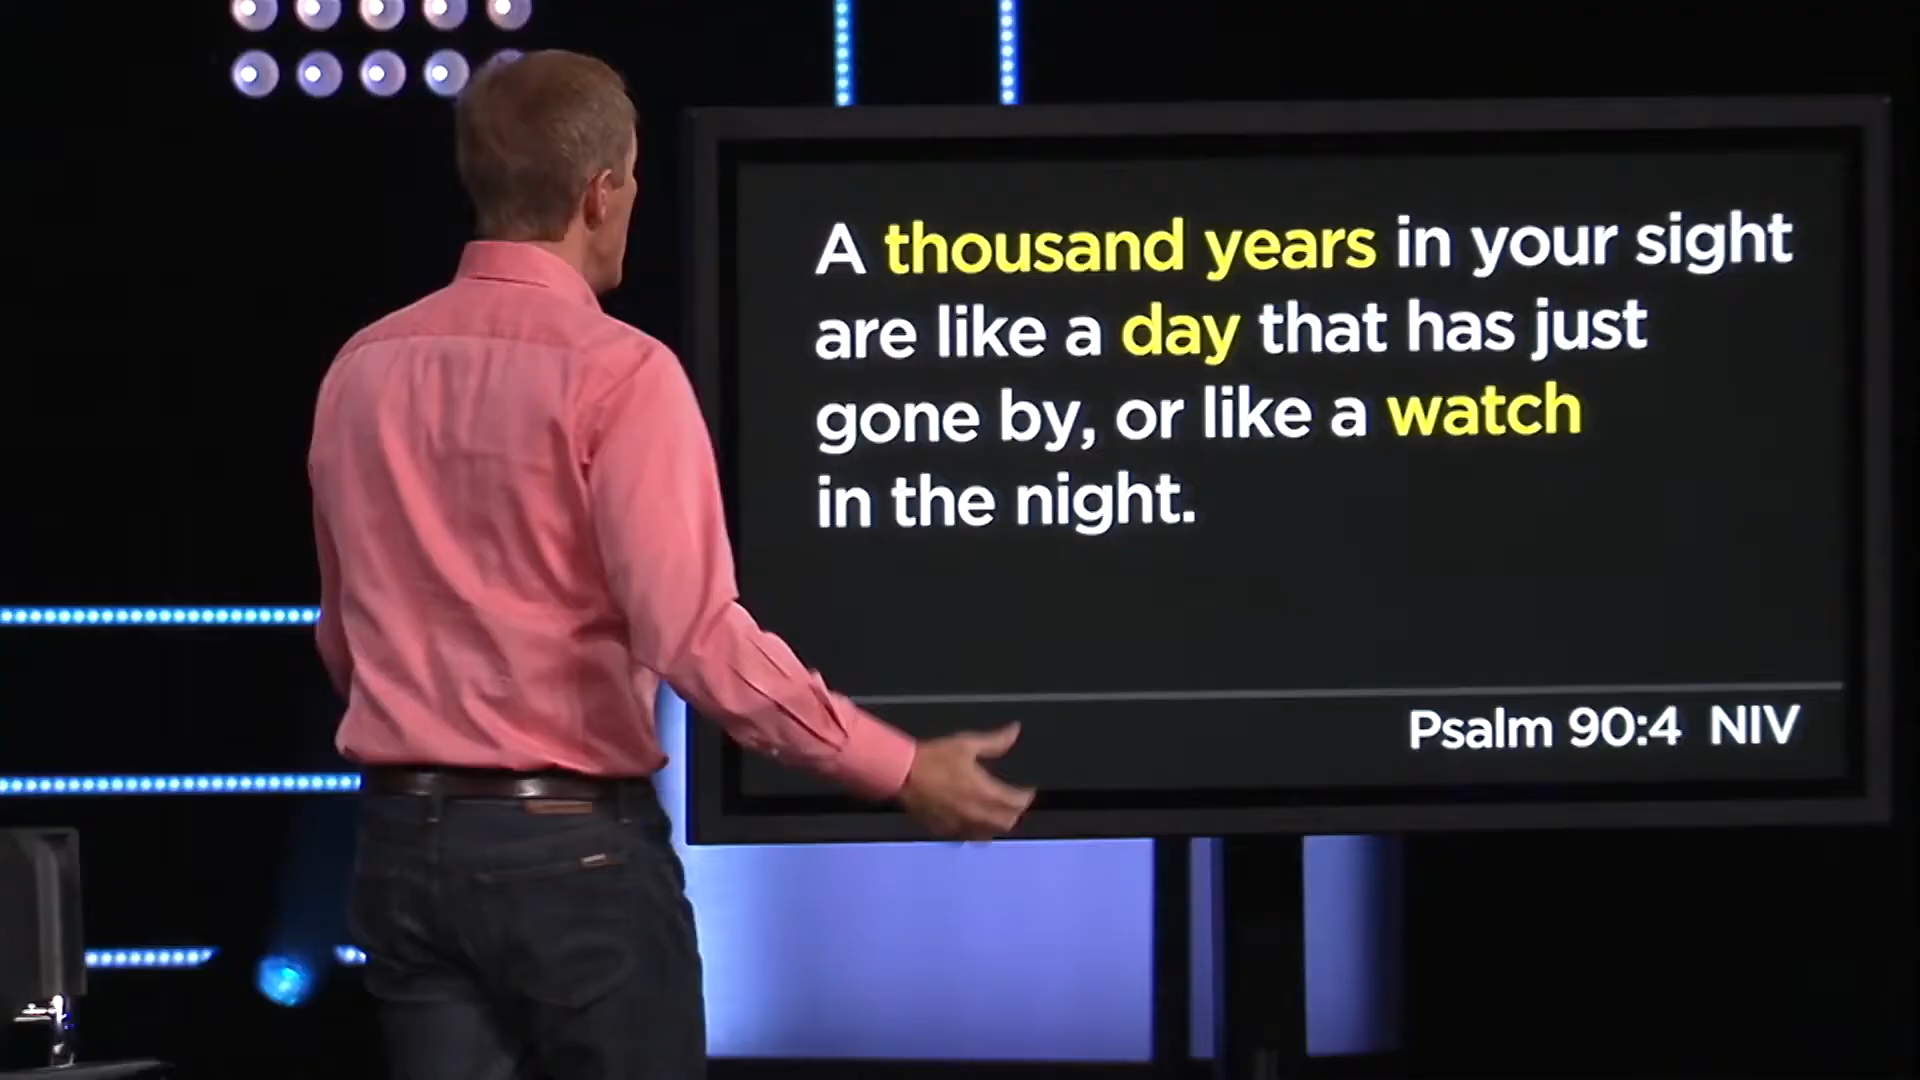 A thousand years in your sight
are like a day that has just
gone by, or like a watch
in the night.
Psalm 90:4 NIV